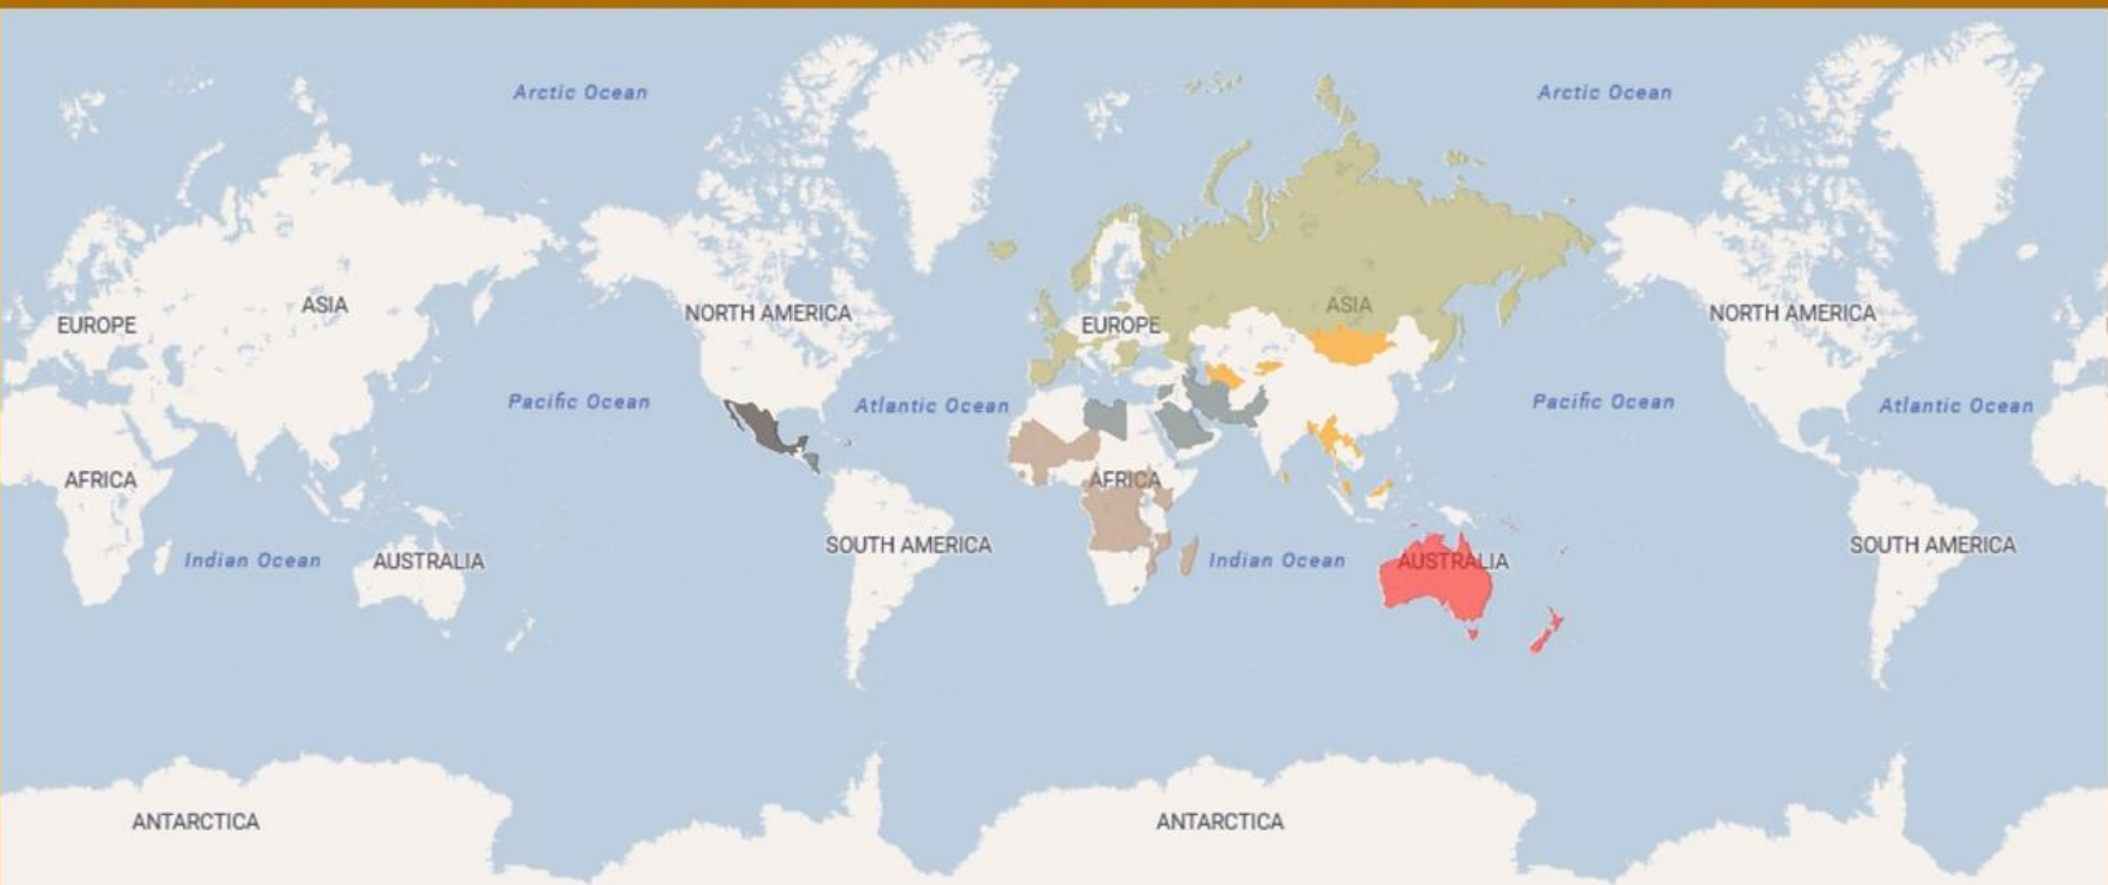 Arctic Ocean
Arctic Ocean
ASIA
ASIA
NORTH AMERICA
NORTH AMERICA
EUROPE
EUROPE
Pacific Ocean
Atlantic Ocean
Pacific Ocean
Atlantic Ocean
AFRICA
AFRICA
SOUTH AMERICA
SOUTH AMERICA
Indian Ocean
AUSTRALIA
Indian Ocean
AUSTRALIA
ANTARCTICA
ANTARCTICA